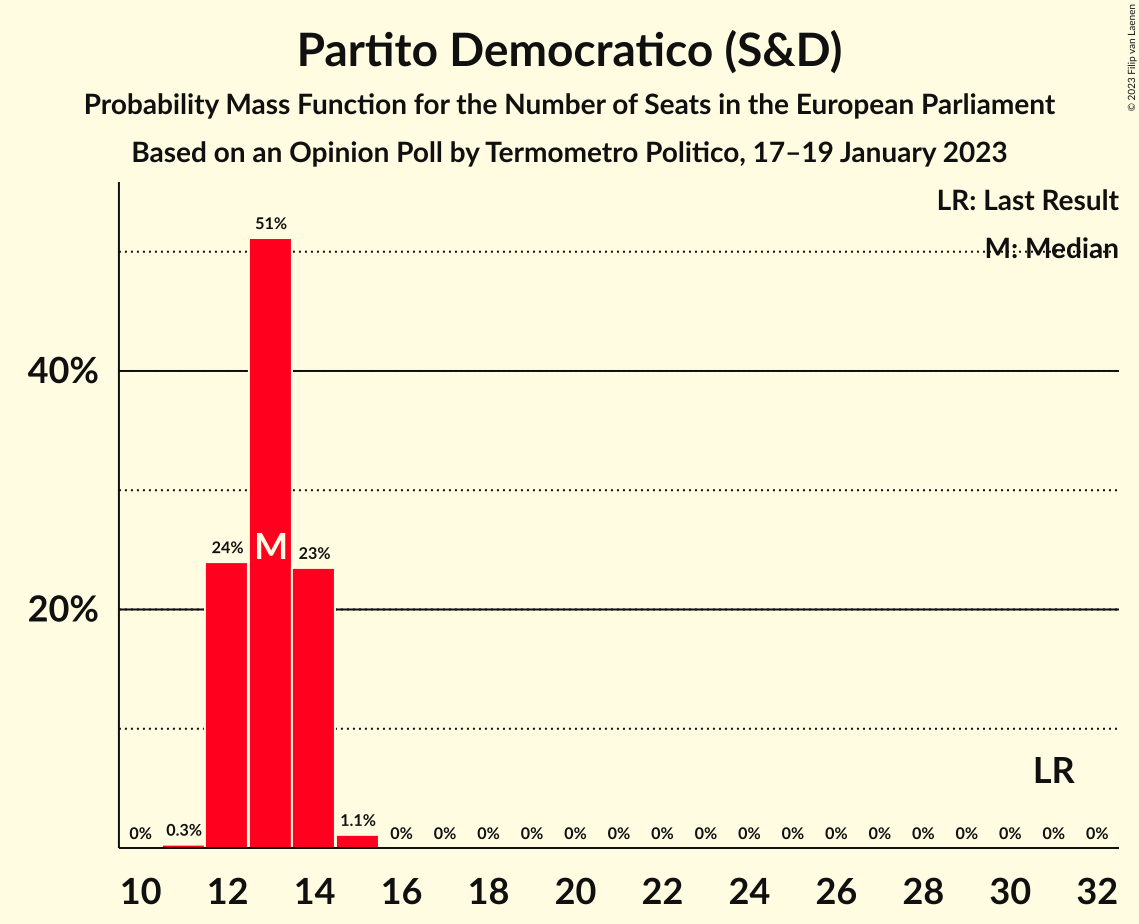 © 2023 Filip van Laenen
Partito Democratico (S&D)
Probability Mass Function for the Number of Seats in the European Parliament
Based on an Opinion Poll by Termometro Politico, 17–19 January 2023
LR: Last Result
M: Median
51%
40%
24%
M
23%
20%
LR
0%
0.3%
1.1%
0% 0% 0% 0% 0% 0% 0% 0% 0% 0% 0% 0% 0% 0% 0% 0% 0%
10 12 14 16 18 20 22 24 26 28 30 32